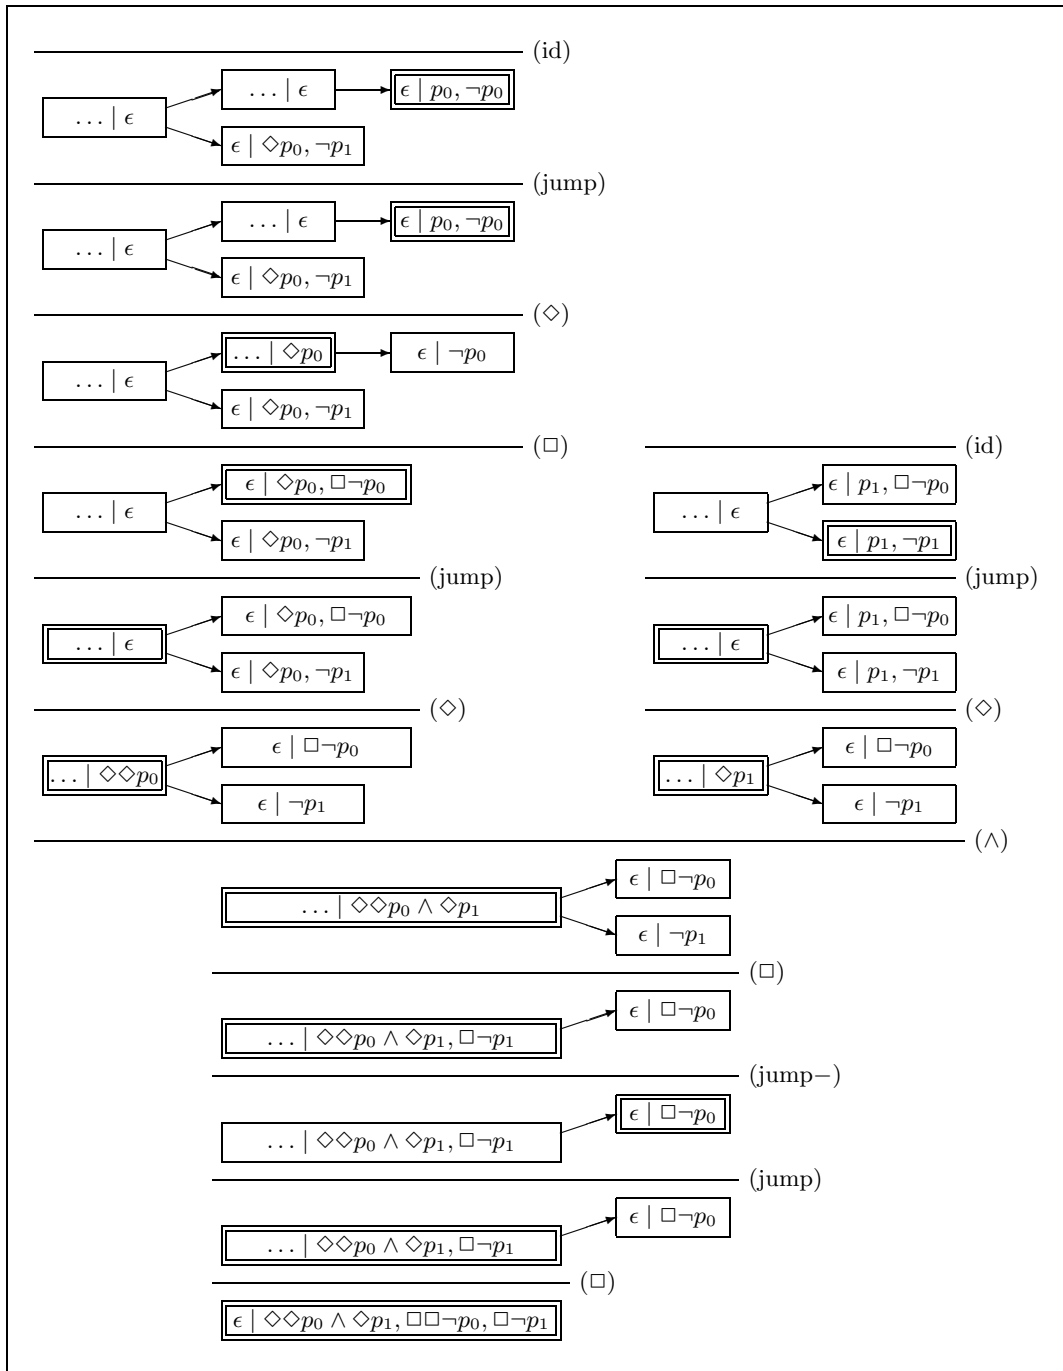 (id)
… | ϵ
ϵ | p₀, ¬p₀
… | ϵ
ϵ | ◇p₀, ¬p₁
(jump)
… | ϵ
ϵ | p₀, ¬p₀
… | ϵ
ϵ | ◇p₀, ¬p₁
(◇)
… | ◇p₀
ϵ | ¬p₀
… | ϵ
ϵ | ◇p₀, ¬p₁
(□)
(id)
ϵ | ◇p₀, □¬p₀
ϵ | p₁, □¬p₀
… | ϵ
… | ϵ
ϵ | ◇p₀, ¬p₁
ϵ | p₁, ¬p₁
(jump)
(jump)
ϵ | ◇p₀, □¬p₀
ϵ | p₁, □¬p₀
… | ϵ
… | ϵ
ϵ | ◇p₀, ¬p₁
ϵ | p₁, ¬p₁
(◇)
(◇)
ϵ | □¬p₀
ϵ | □¬p₀
… | ◇◇p₀
… | ◇p₁
ϵ | ¬p₁
ϵ | ¬p₁
(∧)
ϵ | □¬p₀
… | ◇◇p₀ ∧ ◇p₁
ϵ | ¬p₁
(□)
ϵ | □¬p₀
… | ◇◇p₀ ∧ ◇p₁, □¬p₁
(jump−)
ϵ | □¬p₀
… | ◇◇p₀ ∧ ◇p₁, □¬p₁
(jump)
ϵ | □¬p₀
… | ◇◇p₀ ∧ ◇p₁, □¬p₁
(□)
ϵ | ◇◇p₀ ∧ ◇p₁, □□¬p₀, □¬p₁